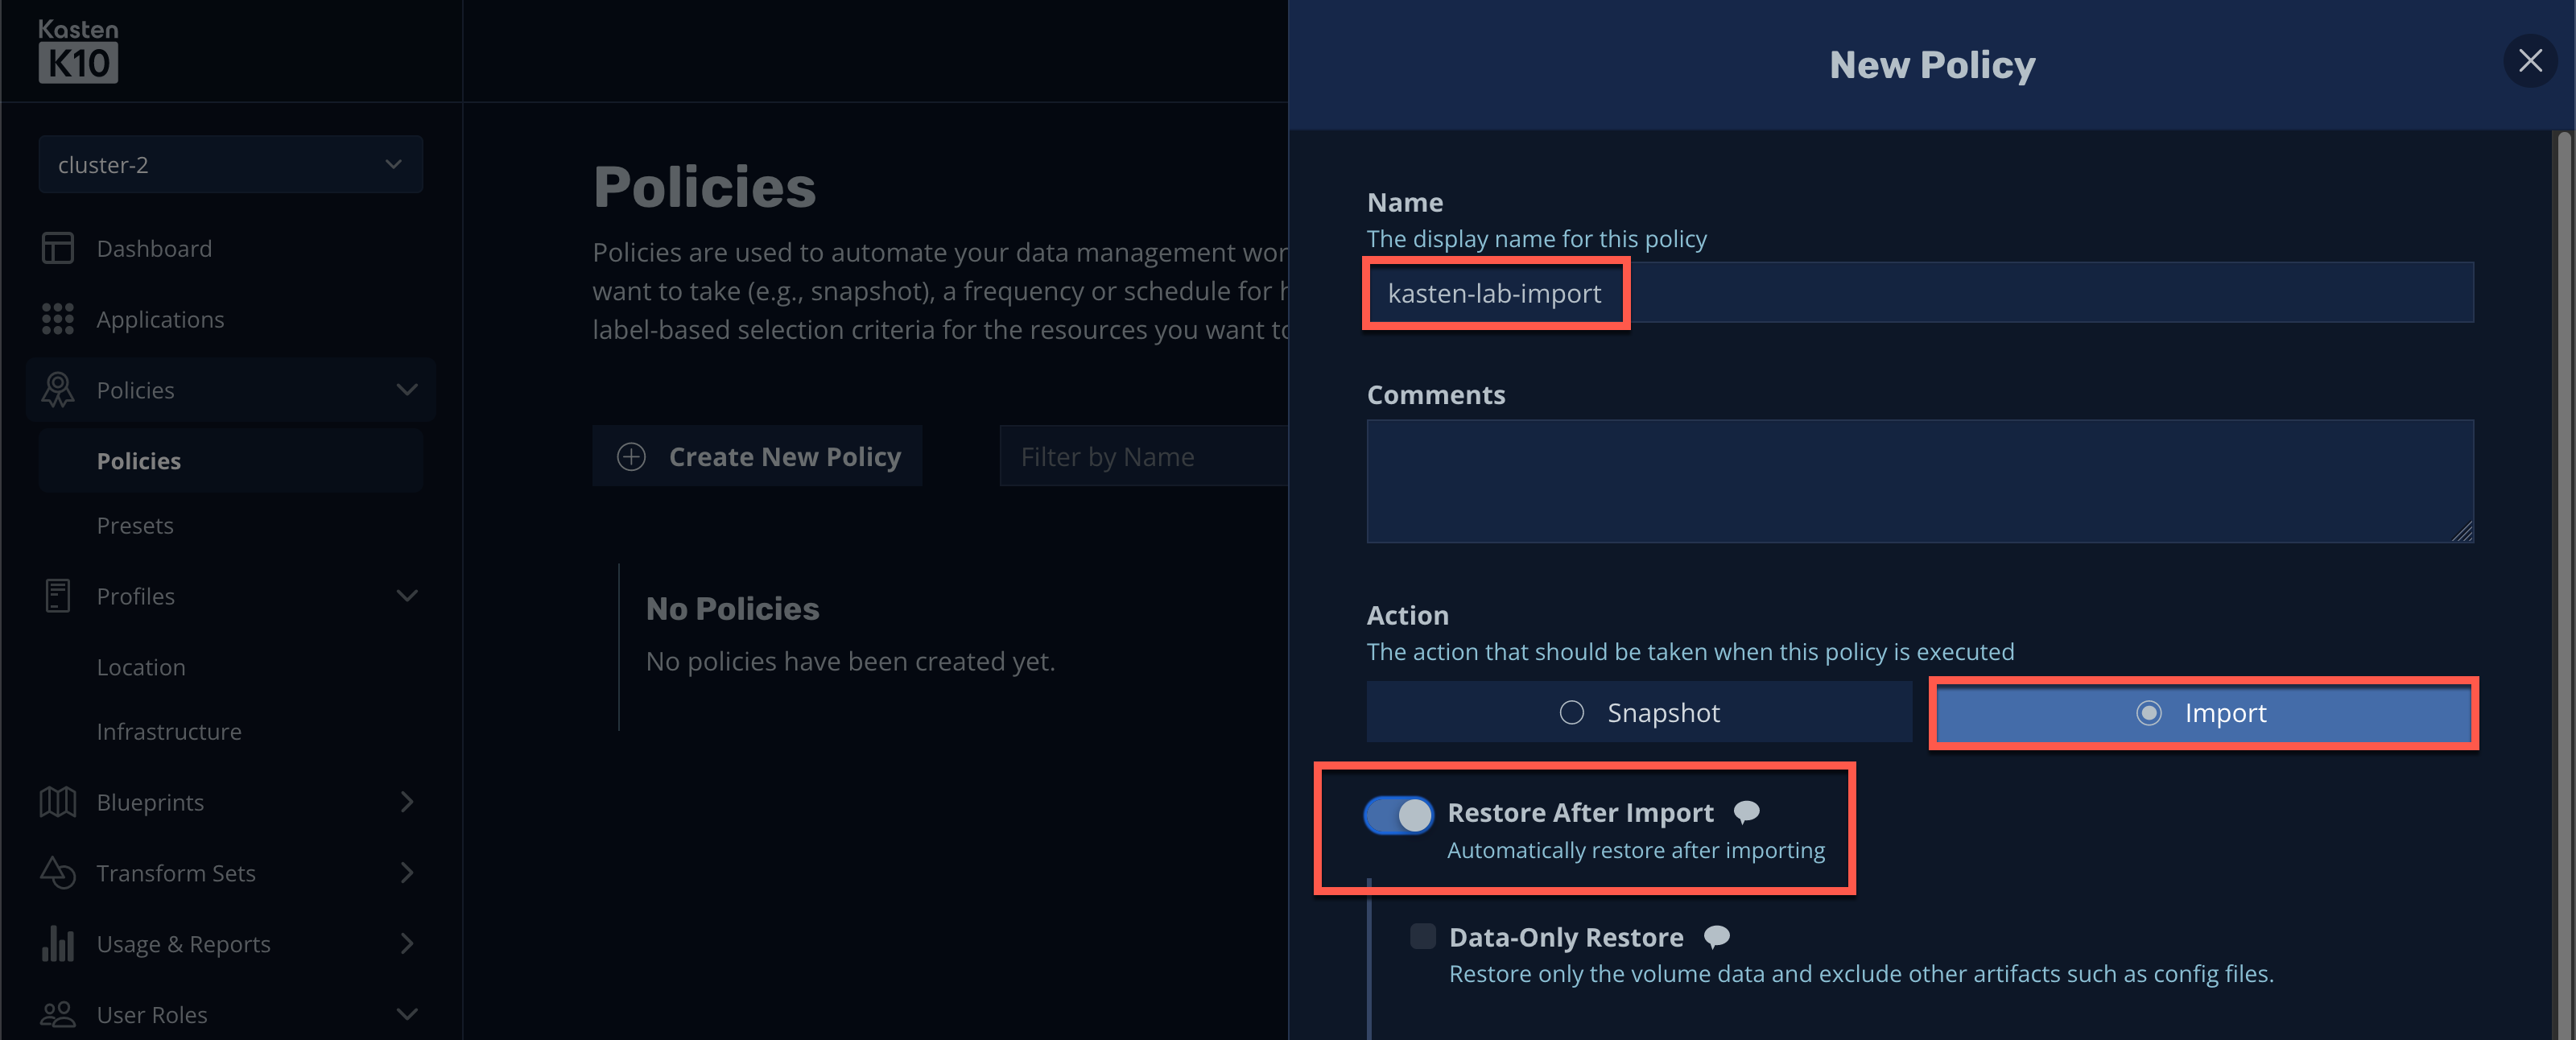 Kasten
K10
cluster-2
Dashboard
Applications
Policies
Policies
Presets
Profiles
Location
Infrastructure
Blueprints
Transform Sets
Usage & Reports
User Roles
Policies
Policies are used to automate your data management wor
want to take (e.g., snapshot), a frequency or schedule for
label-based selection criteria for the resources you want
Create New Policy
Filter by Name
No Policies
No policies have been created yet.
New Policy
Name
The display name for this policy
kasten-lab-import
Comments
Action
The action that should be taken when this policy is executed
Snapshot
Import
Restore After Import
Automatically restore after importing
Data-Only Restore
Restore only the volume data and exclude other artifacts such as config files.